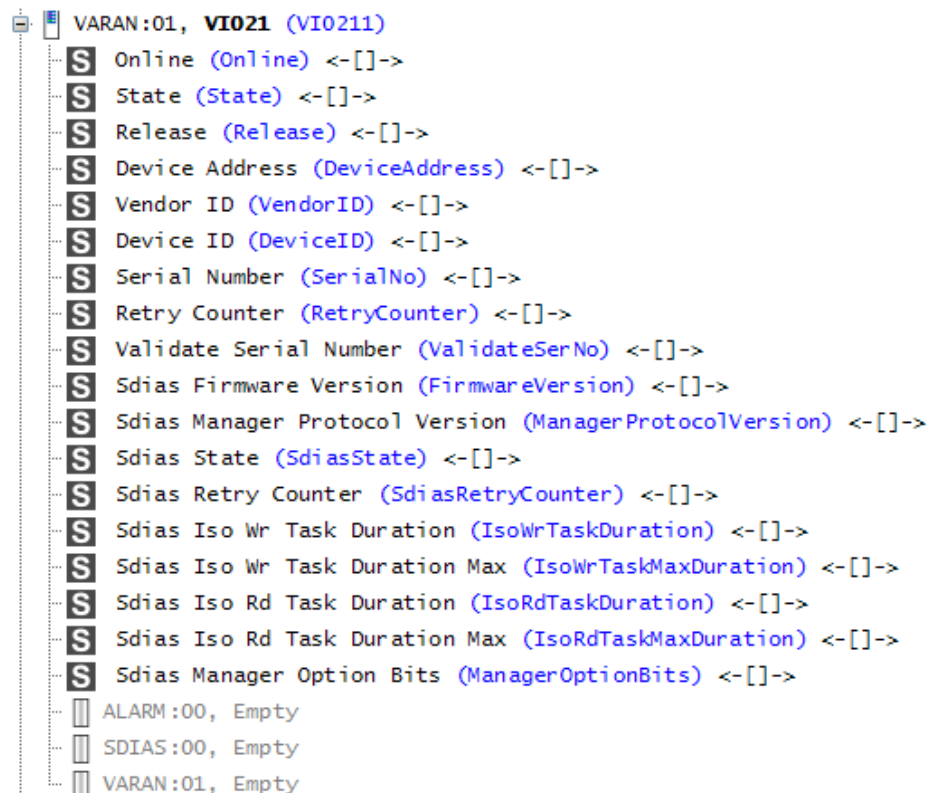 VARAN:01, VI021 (VI0211)
S Online (Online) <-[]->
S State (State) <-[]->
S Release (Release) <-[]->
S Device Address (DeviceAddress) <-[]->
S Vendor ID (VendorID) <-[]->
S Device ID (DeviceID) <-[]->
S Serial Number (SerialNo) <-[]->
S Retry Counter (RetryCounter) <-[]->
S Validate Serial Number (ValidateSerNo) <-[]->
S Sdias Firmware Version (FirmwareVersion) <-[]->
S Sdias Manager Protocol Version (ManagerProtocolVersion) <-[]->
S Sdias State (SdiasState) <-[]->
S Sdias Retry Counter (SdiasRetryCounter) <-[]->
S Sdias Iso Wr Task Duration (IsoWrTaskDuration) <-[]->
S Sdias Iso Wr Task Duration Max (IsoWrTaskMaxDuration) <-[]->
S Sdias Iso Rd Task Duration (IsoRdTaskDuration) <-[]->
S Sdias Iso Rd Task Duration Max (IsoRdTaskMaxDuration) <-[]->
S Sdias Manager Option Bits (ManagerOptionBits) <-[]->
ALARM:00, Empty
SDIAS:00, Empty
VARAN:01, Empty